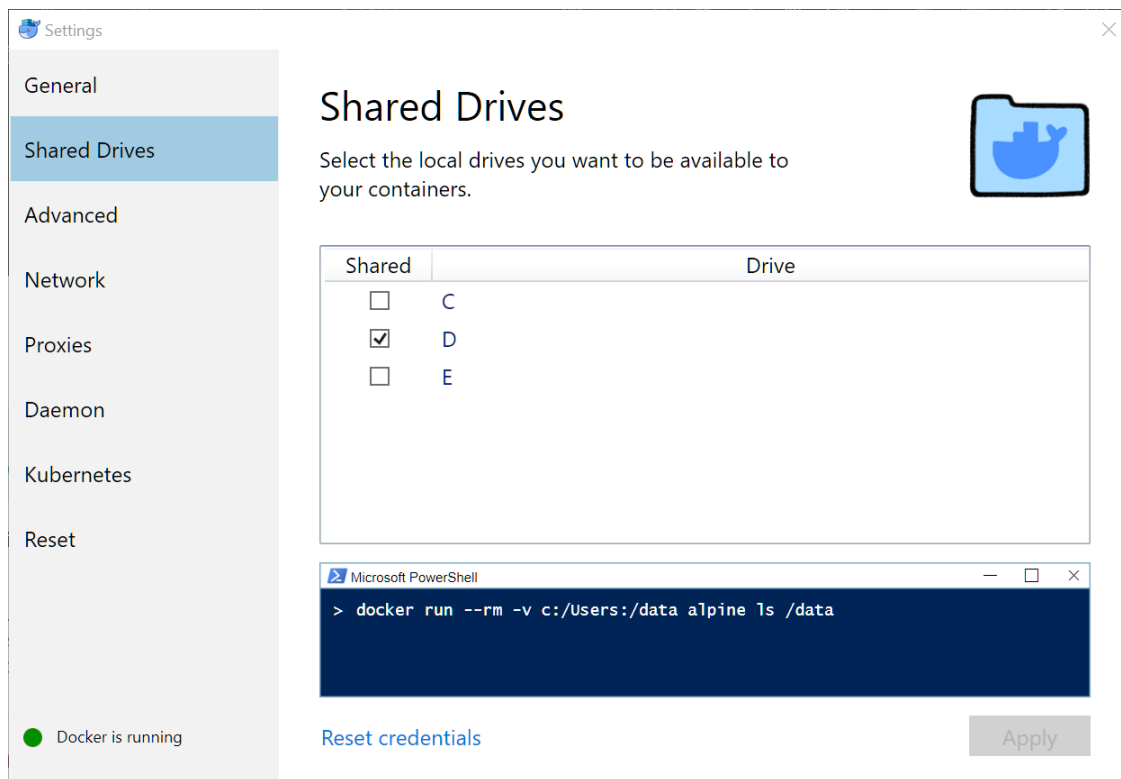 Settings
General
Shared Drives
Advanced
Network
Proxies
Daemon
Kubernetes
Reset
Docker is running
Shared Drives
Select the local drives you want to be available to
your containers.
Shared Drive
C
D
E
Microsoft PowerShell
> docker run --rm -v c:/Users:/data alpine ls /data
Reset credentials
Apply